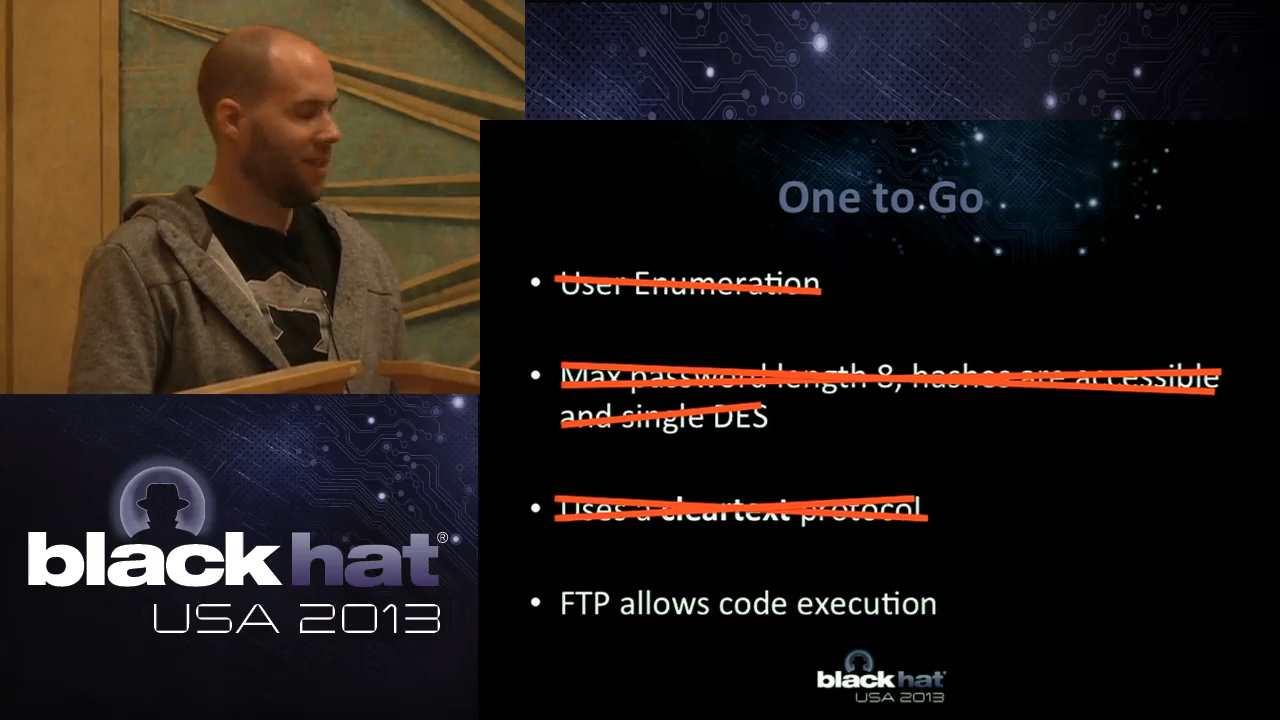 One to Go
• User Enumeration
• Max password length 8, hashes are accessible
and single DES
• Uses a cleartext protocol
• FTP allows code execution
black hat®
USA 2013
black hat®
USA 2013